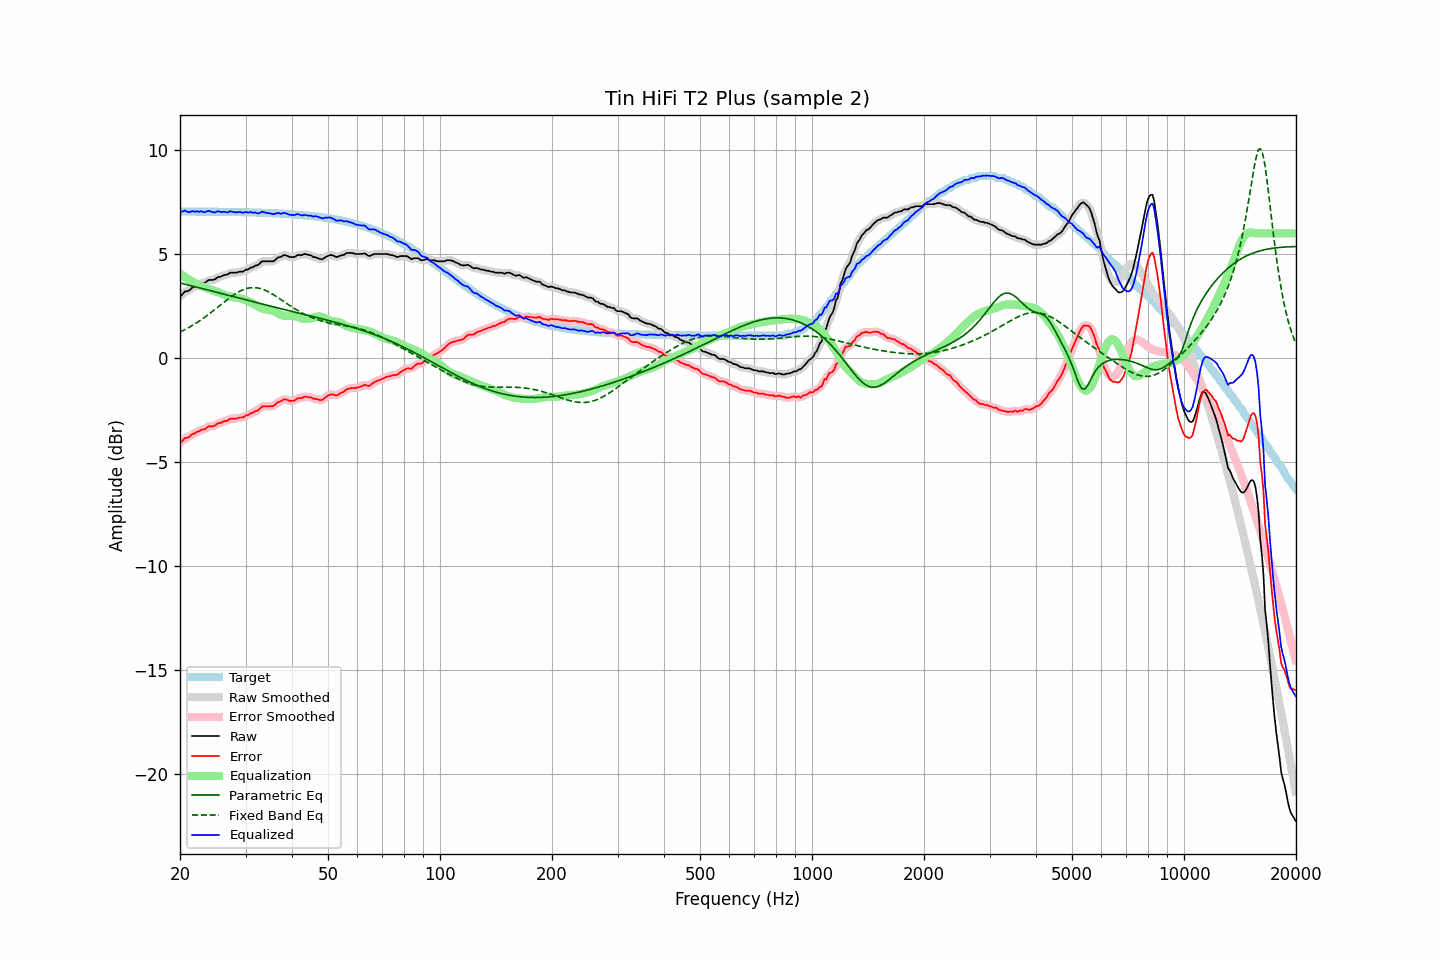 Tin HiFi T2 Plus (sample 2)
10
5
0
−5
−10
−15
−20
Amplitude (dBr)
Target
Raw Smoothed
Error Smoothed
Raw
Error
Equalization
Parametric Eq
Fixed Band Eq
Equalized
20 50 100 200 500 1000 2000 5000 10000 20000
Frequency (Hz)